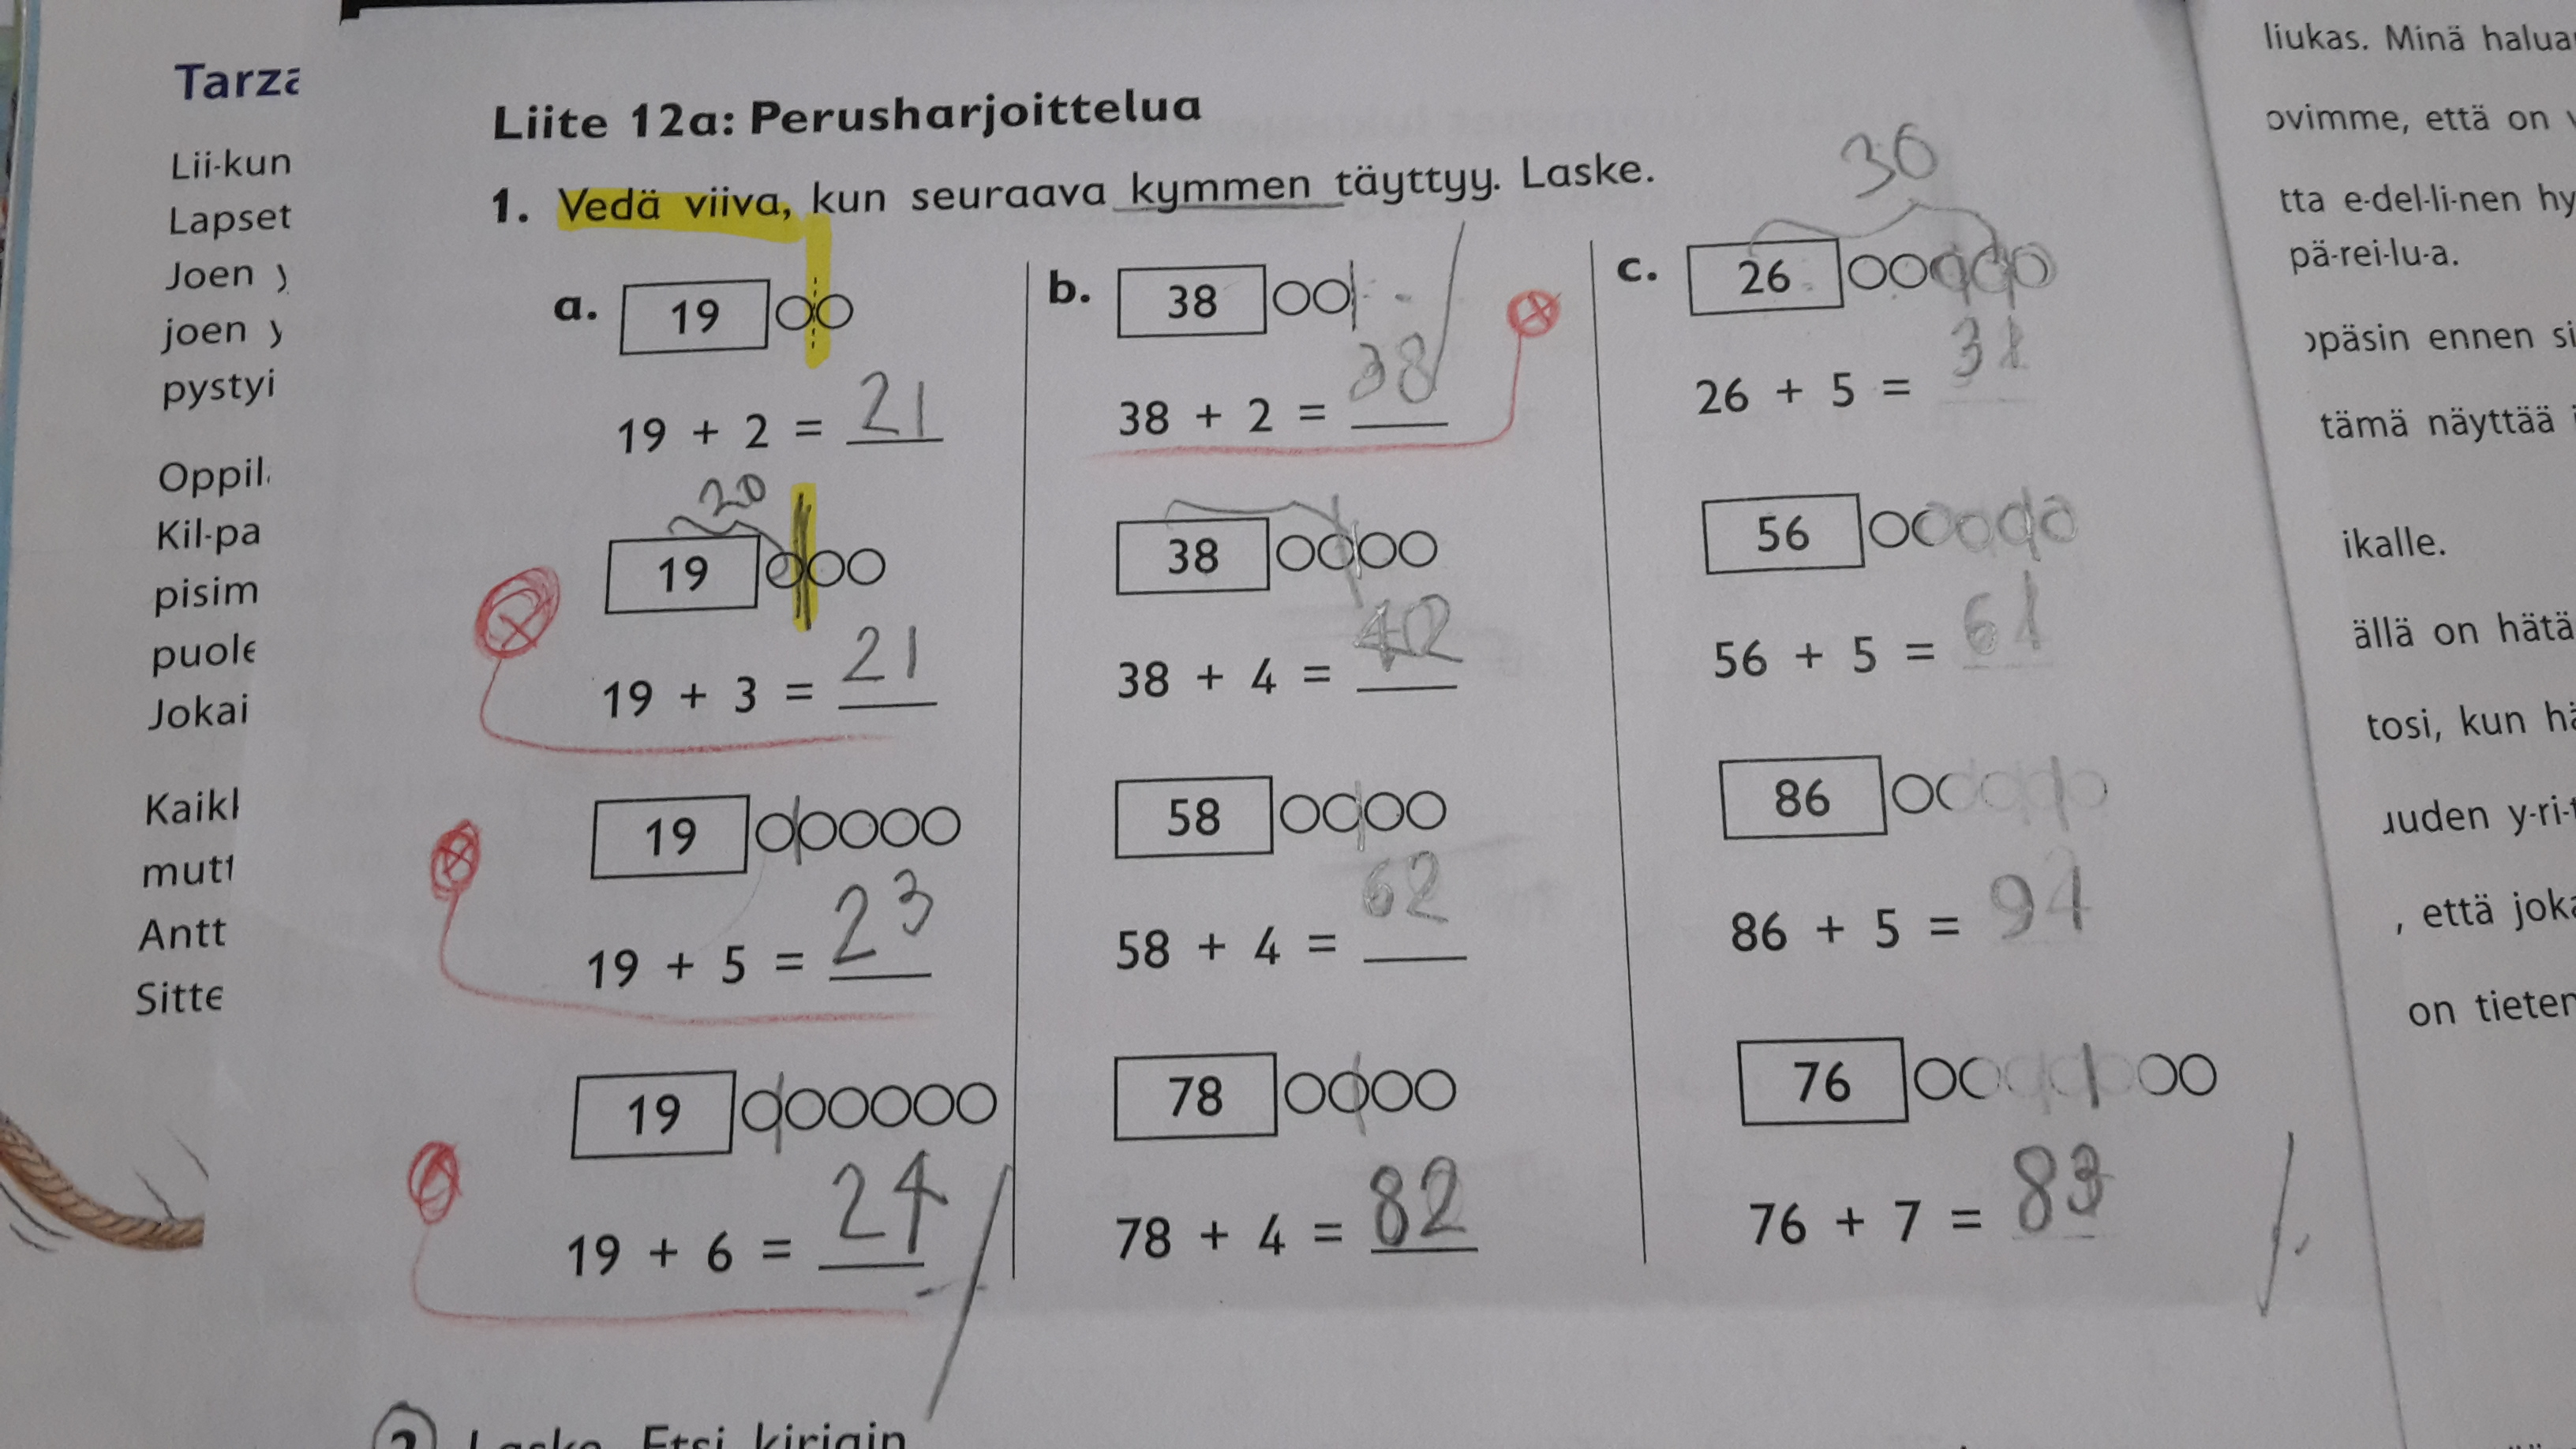 Tarza
Lii-kun
Lapset
Joen y
joen y
pystyi
Oppil
Kil-pa
pisim
puole
Jokai
Kaikk
mutt
Antt
Sitte
Liite 12a: Perusharjoittelua
1. Vedä viiva, kun seuraava kymmen täyttyy. Laske.
a. 19
19 + 2 = 21
20
19
19 + 3 = 21
19
19 + 5 = 23
19
19 + 6 = 24
b. 38
38 + 2 = 38
38
38 + 4 = 42
58
58 + 4 = 62
78
78 + 4 = 82
30
c. 26
26 + 5 = 31
56
56 + 5 = 61
86
86 + 5 = 91
76
76 + 7 = 83
2 Laske. Etsi kirjain
liukas. Minä halua
ovimme, että on
tta e-del-li-nen hy
pä-rei-lu-a.
päsin ennen si
tämä näyttää
ikalle.
ällä on hätä
tosi, kun hä
uuden y-ri-t
, että joka
on tieten